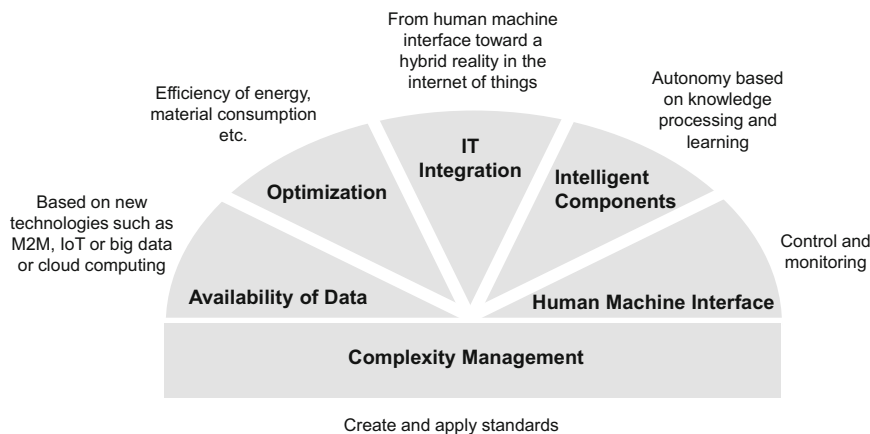 From human machine
interface toward a
hybrid reality in the
internet of things
Efficiency of energy,
material consumption
etc.
Autonomy based
on knowledge
processing and
learning
IT
Integration
Optimization
Intelligent
Components
Based on new
technologies such as
M2M, IoT or big data
or cloud computing
Control and
monitoring
Availability of Data
Human Machine Interface
Complexity Management
Create and apply standards